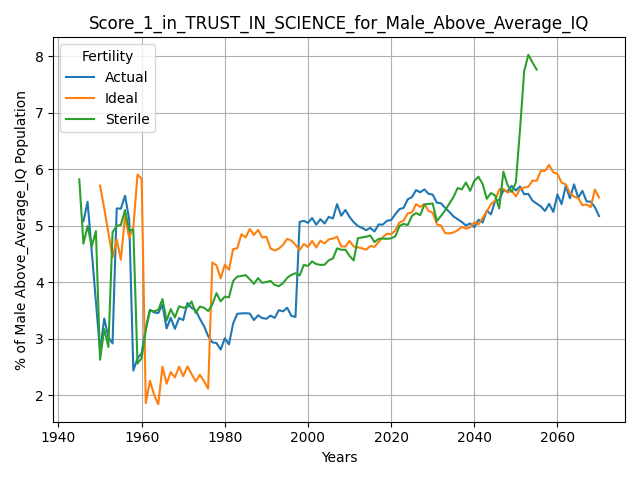 Score_1_in_TRUST_IN_SCIENCE_for_Male_Above_Average_IQ
% of Male Above_Average_IQ Population
8
7
6
5
4
3
2
Fertility
Actual
Ideal
Sterile
1940
1960
1980
2000
2020
2040
2060
Years